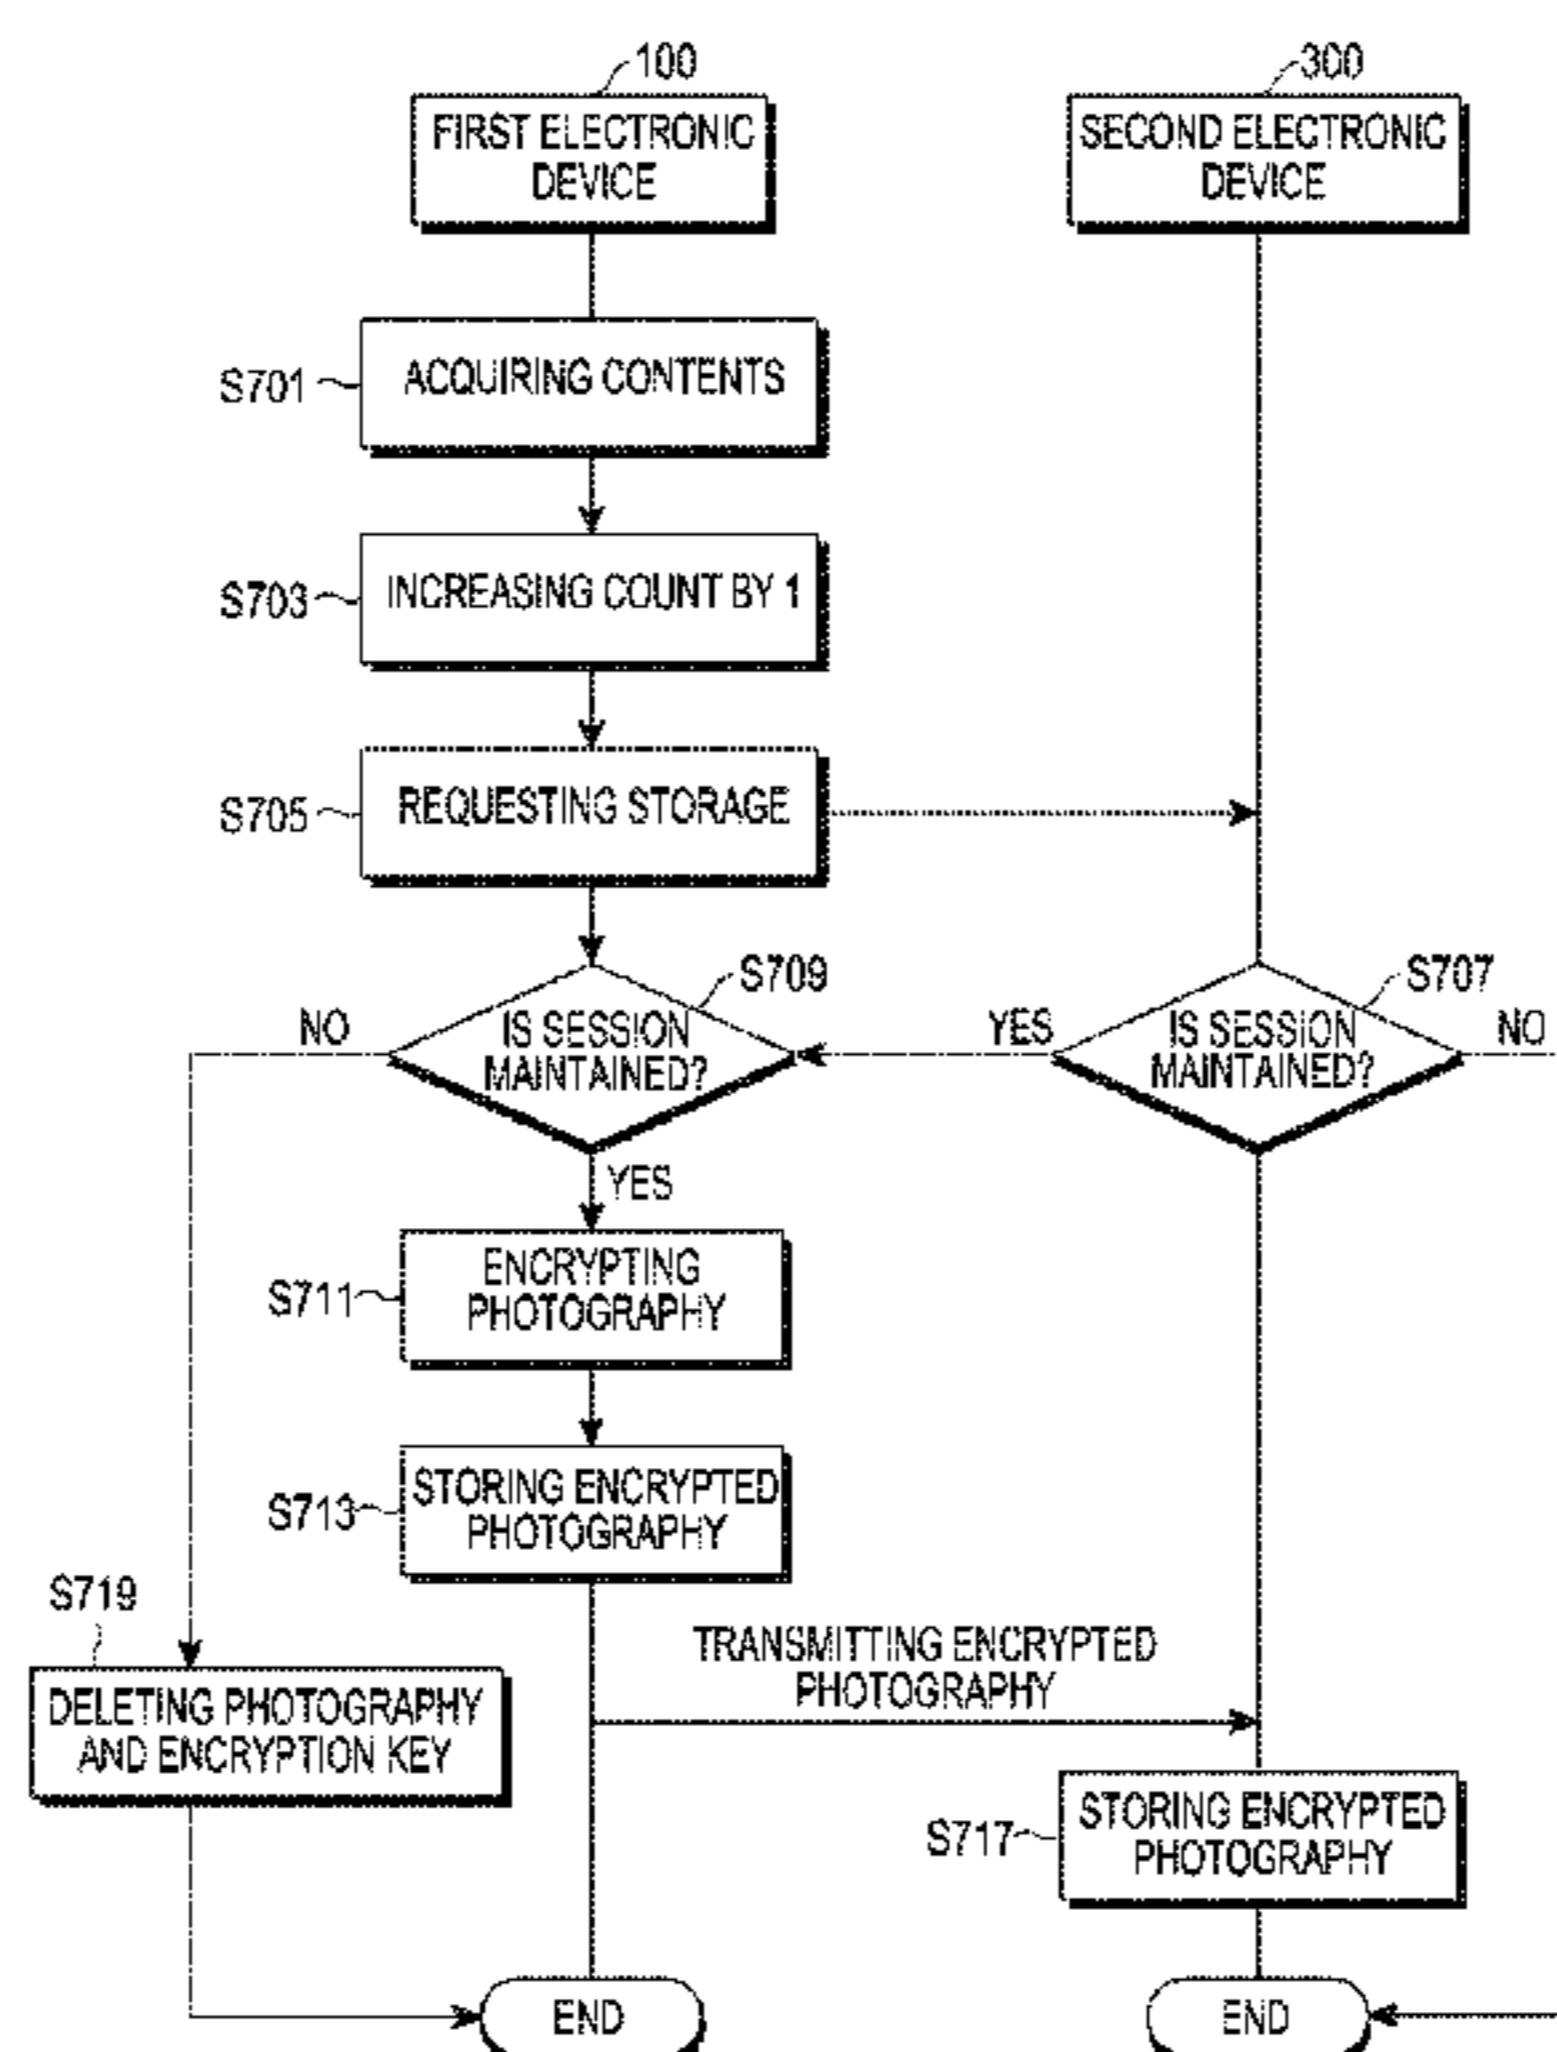 100
300
FIRST ELECTRONIC
DEVICE
SECOND ELECTRONIC
DEVICE
S701
ACQUIRING CONTENTS
S703
INCREASING COUNT BY 1
S705
REQUESTING STORAGE
S709
S707
NO
IS SESSION
MAINTAINED?
YES
IS SESSION
MAINTAINED?
NO
YES
S711
ENCRYPTING
PHOTOGRAPHY
S713
STORING ENCRYPTED
PHOTOGRAPHY
S719
DELETING PHOTOGRAPHY
AND ENCRYPTION KEY
TRANSMITTING ENCRYPTED
PHOTOGRAPHY
S717
STORING ENCRYPTED
PHOTOGRAPHY
END
END